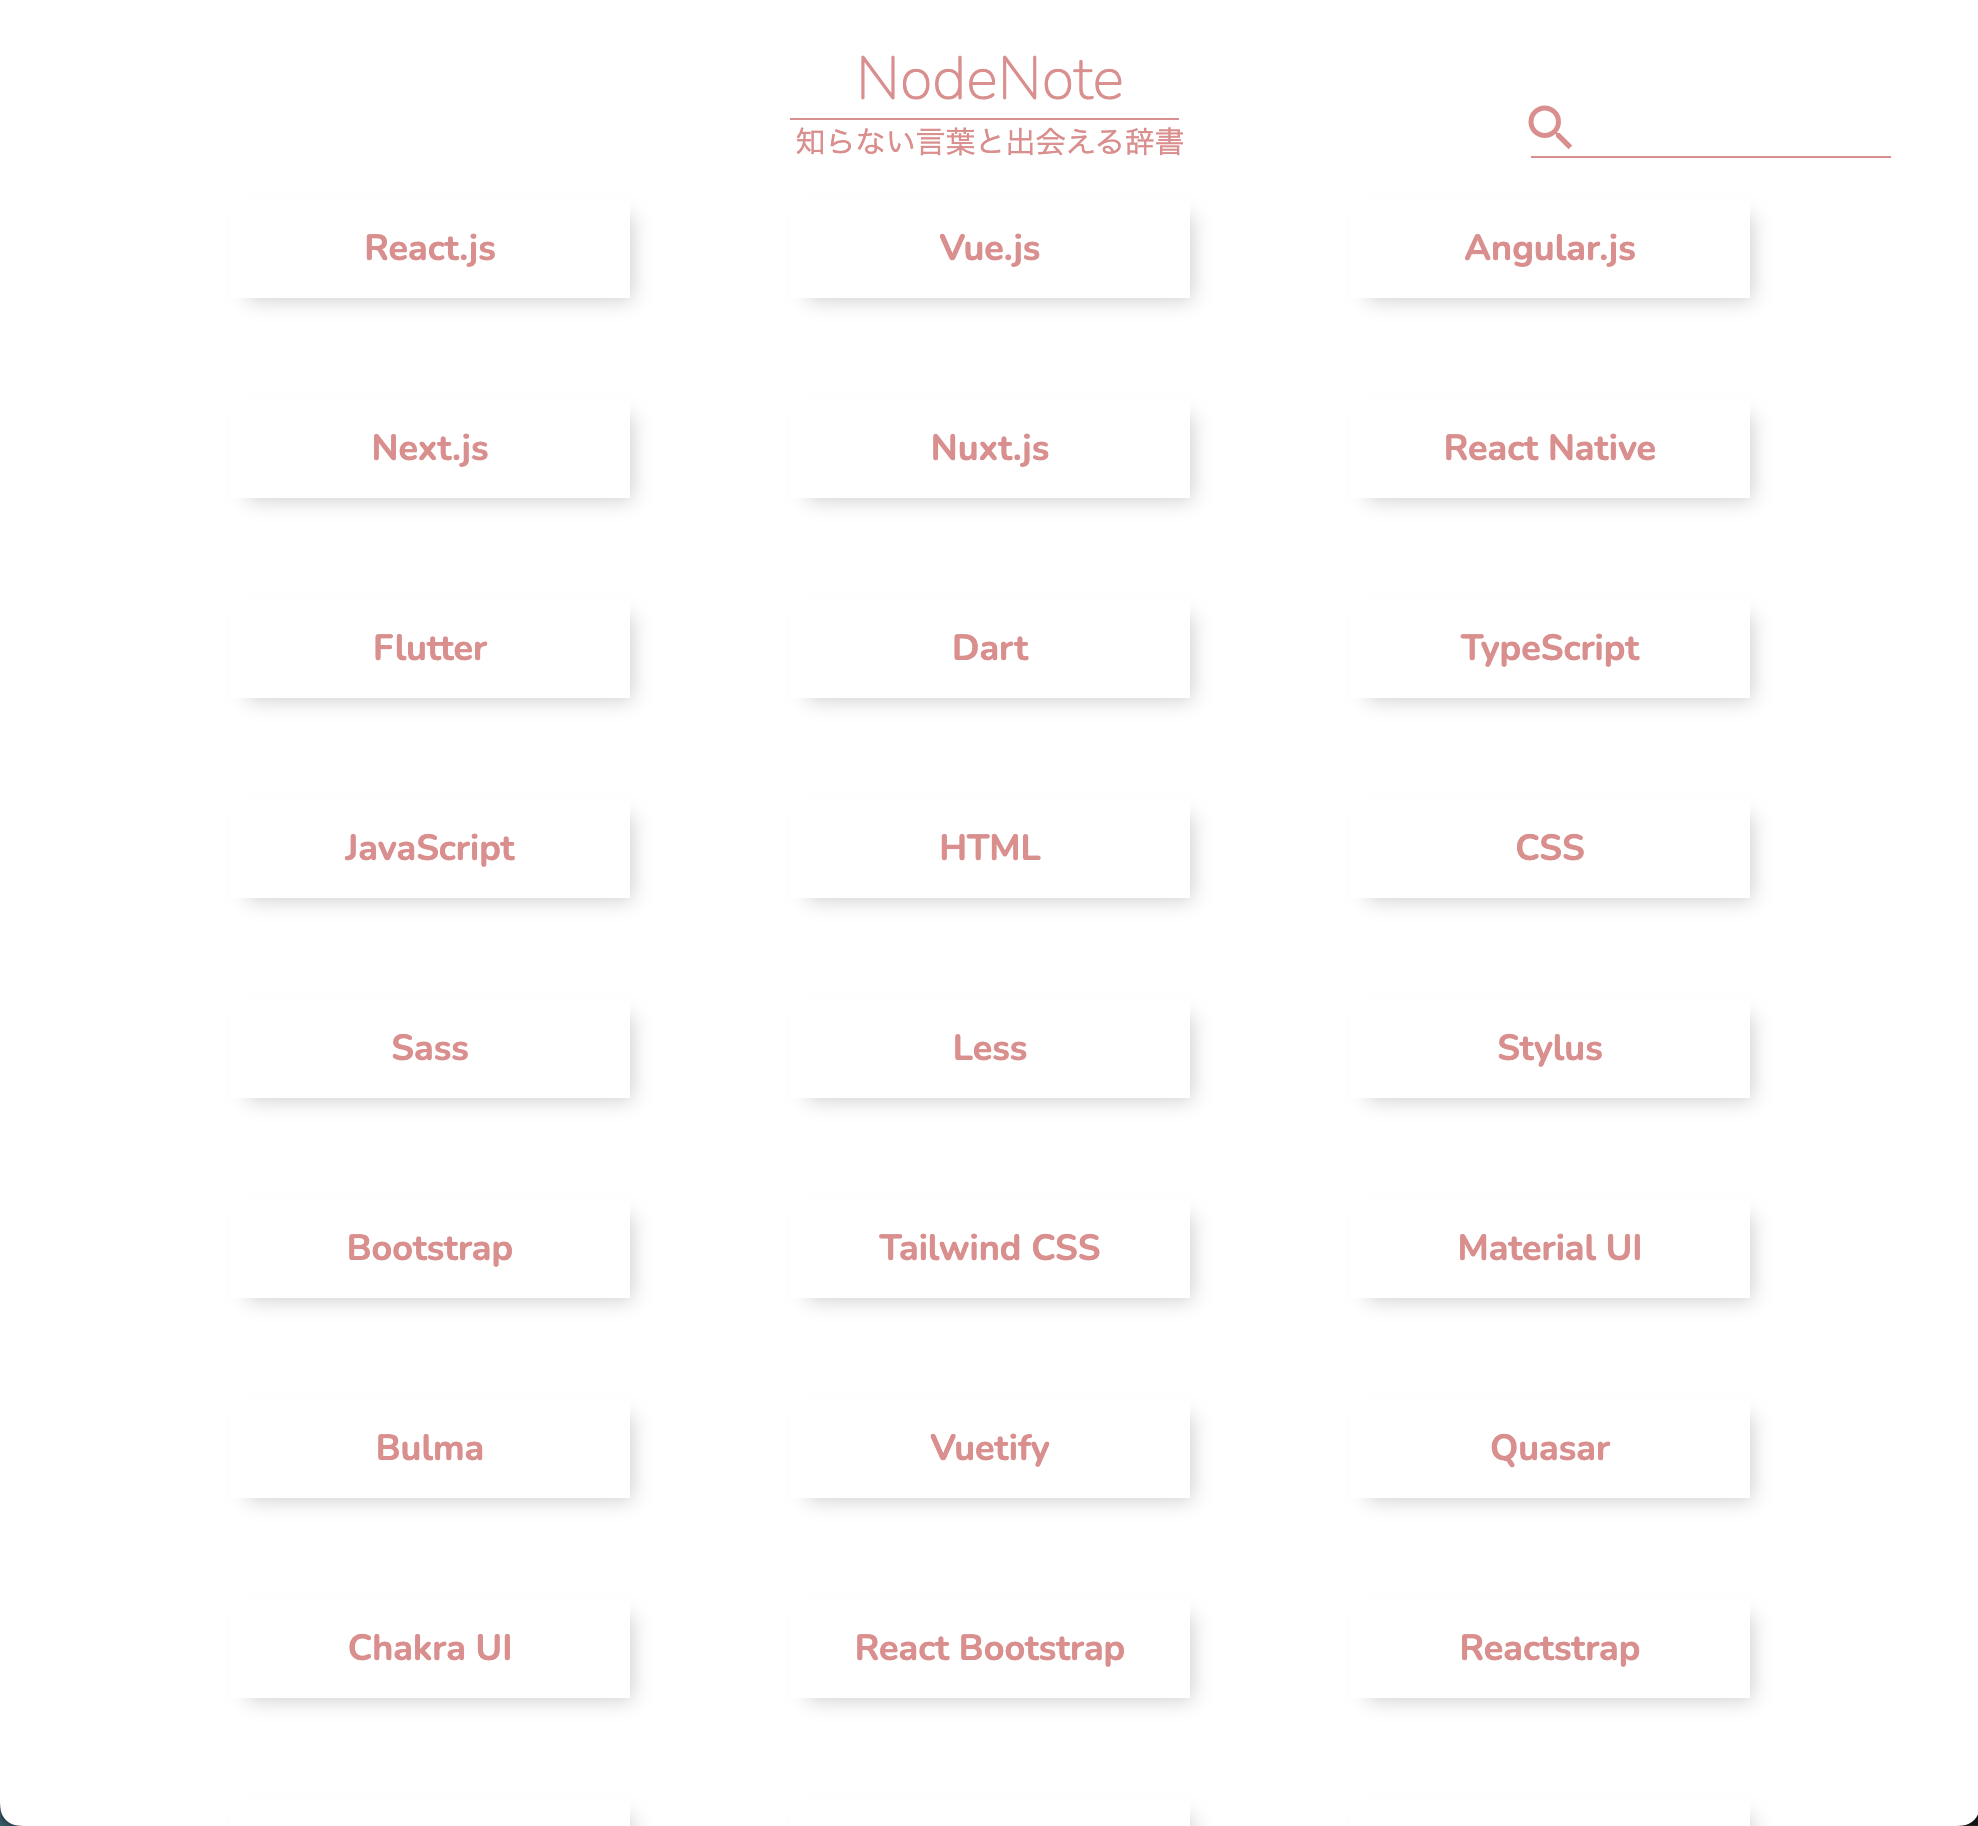 NodeNote
知らない言葉と出会える辞書
React.js
Vue.js
Angular.js
Next.js
Nuxt.js
React Native
Flutter
Dart
TypeScript
JavaScript
HTML
CSS
Sass
Less
Stylus
Bootstrap
Tailwind CSS
Material UI
Bulma
Vuetify
Quasar
Chakra UI
React Bootstrap
Reactstrap